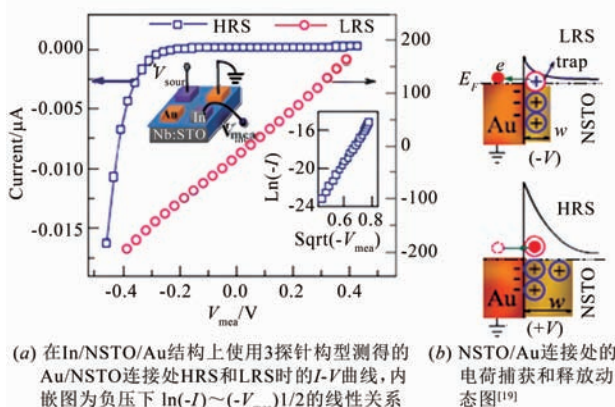 HRS
LRS
0.000
-0.005
-0.010
-0.015
Current/μA
200
100
0
-100
-200
-0.4
-0.2
0.0
0.2
0.4
V_mea/V
V_sour
Au
In
Nb:STO
V_mea
-16
-20
-24
Ln(-I)
0.6
0.8
Sqrt(-V_mea)
LRS
e
trap
E_F
Au
w
NSTO
(-V)
HRS
Au
w
NSTO
(+V)
(a) 在In/NSTO/Au结构上使用3探针构型测得的
Au/NSTO连接处HRS和LRS时的I-V曲线,内
嵌图为负压下 ln(-I)~(-V_mea)1/2的线性关系
(b) NSTO/Au连接处的
电荷捕获和释放动
态图[19]